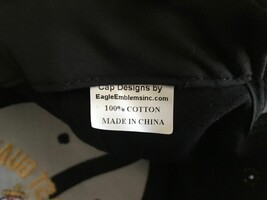 Cap Designs by
EagleEmblemsinc.com
100% COTTON
MADE IN CHINA